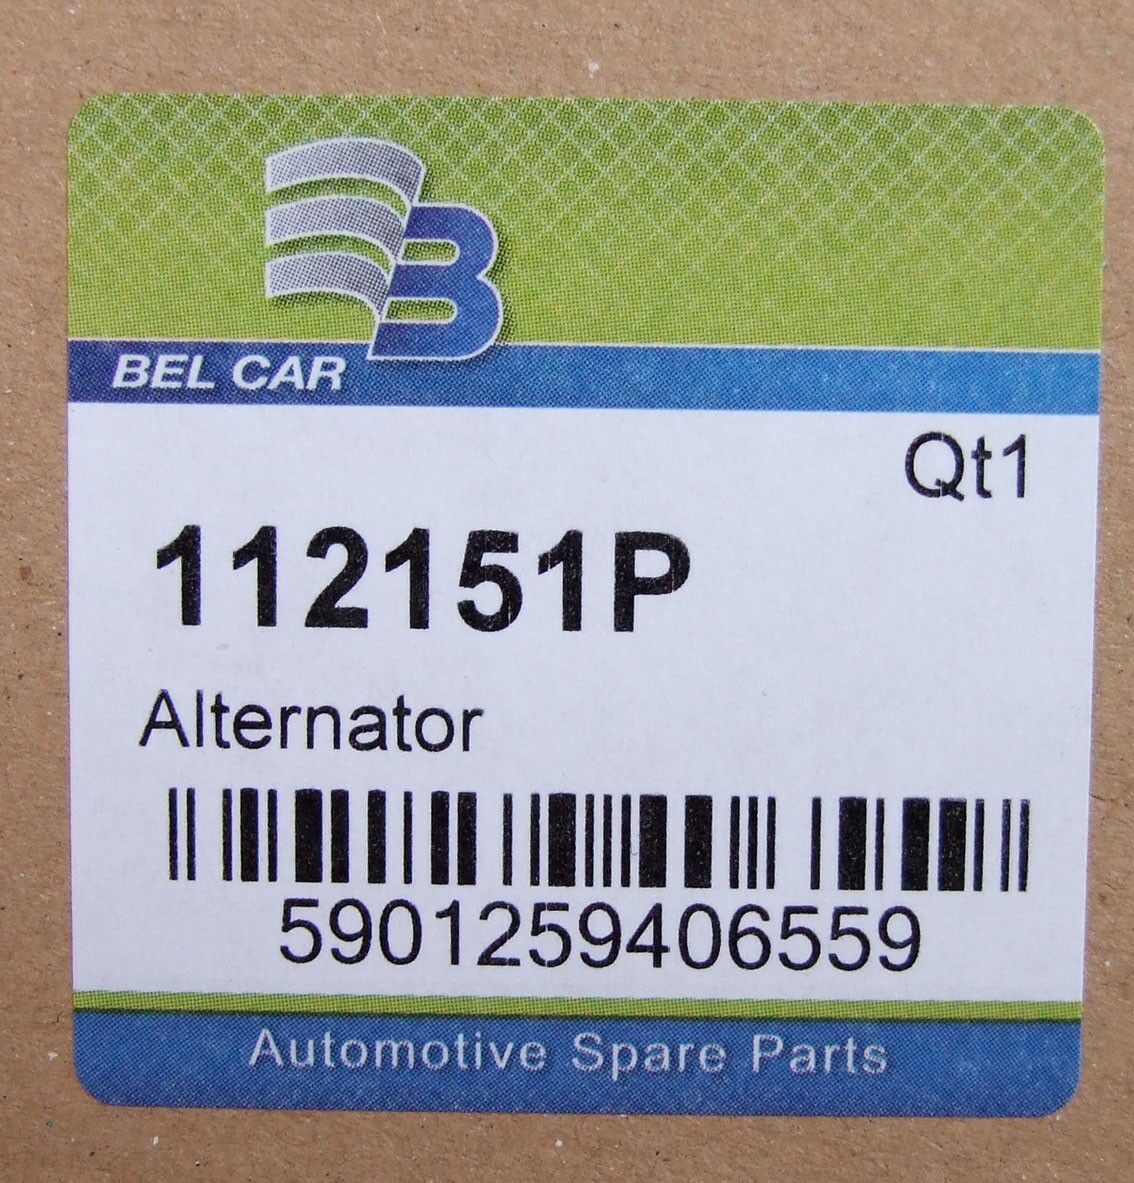 B
BEL CAR
Qt1
112151P
Alternator
5901259406559
Automotive Spare Parts